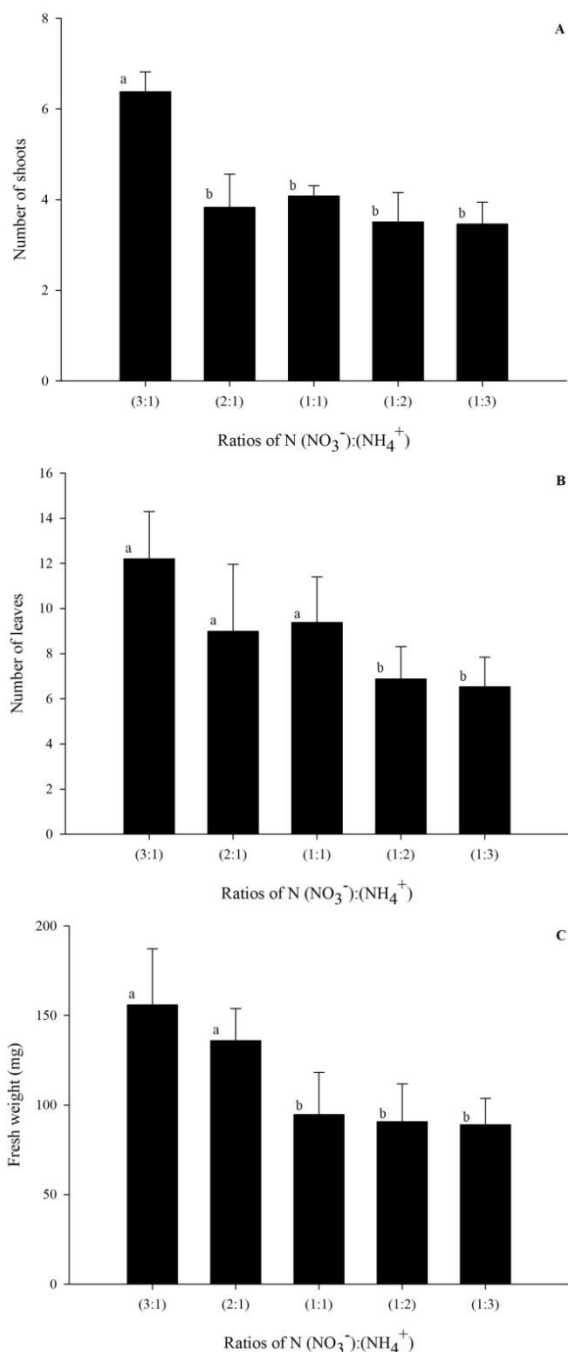 A
8
a
6
Number of shoots
b
b
4
b
b
2
0
(3:1) (2:1) (1:1) (1:2) (1:3)
Ratios of N (NO₃⁻):(NH₄⁺)
16
B
14
a
12
Number of leaves
a
a
10
8
b
b
6
4
2
0
(3:1) (2:1) (1:1) (1:2) (1:3)
Ratios of N (NO₃⁻):(NH₄⁺)
200
C
a
150
a
Fresh weight (mg)
100
b
b
b
50
0
(3:1) (2:1) (1:1) (1:2) (1:3)
Ratios of N (NO₃⁻):(NH₄⁺)